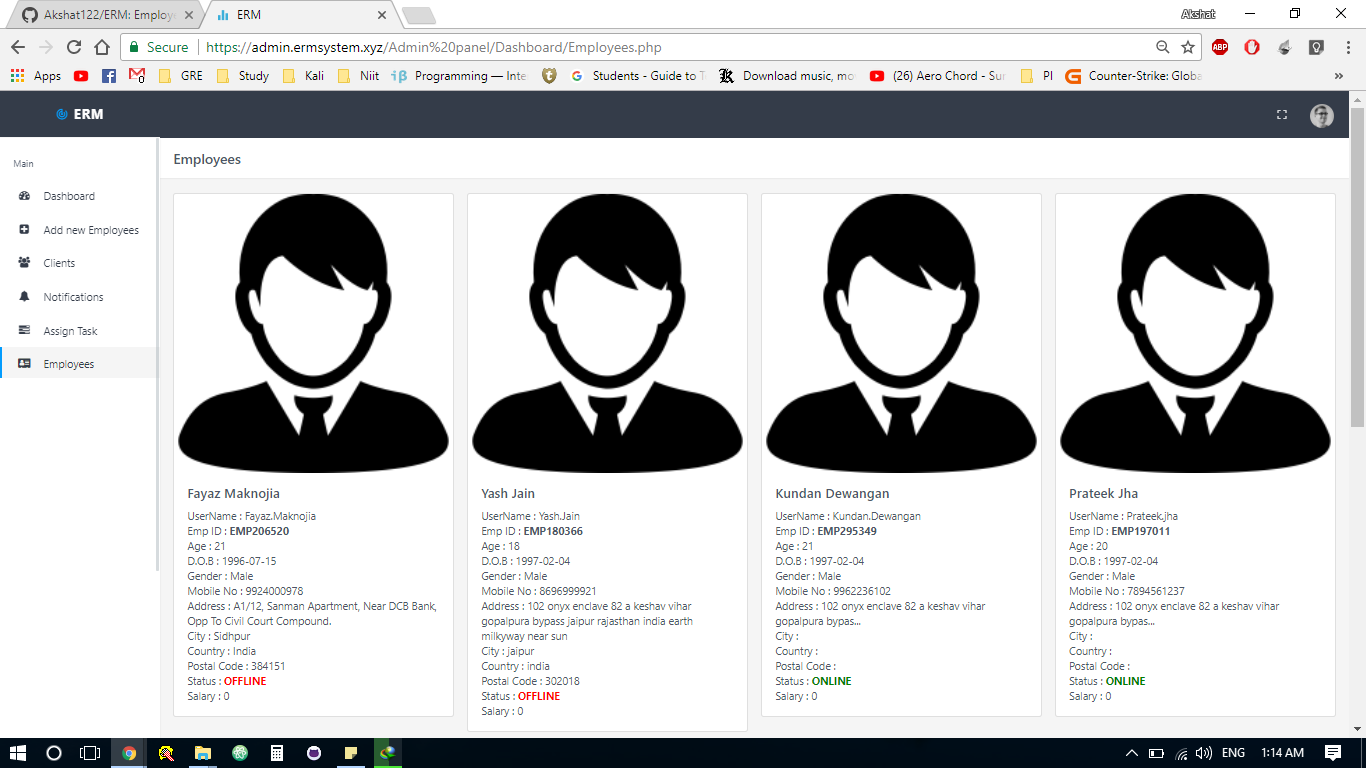 Akshat122/ERM: Employe
ERM
Akshat
Secure
https://admin.ermsystem.xyz/Admin%20panel/Dashboard/Employees.php
ABP
Apps
GRE
Study
Kali
Niit
Programming — Inte
Students - Guide to T
Download music, mo
(26) Aero Chord - Sur
PI
Counter-Strike: Globa
ERM
Main
Dashboard
Add new Employees
Clients
Notifications
Assign Task
Employees
Employees
Fayaz Maknojia
UserName : Fayaz.Maknojia
Emp ID : EMP206520
Age : 21
D.O.B : 1996-07-15
Gender : Male
Mobile No : 9924000978
Address : A1/12, Sanman Apartment, Near DCB Bank,
Opp To Civil Court Compound.
City : Sidhpur
Country : India
Postal Code : 384151
Status : OFFLINE
Salary : 0
Yash Jain
UserName : Yash.Jain
Emp ID : EMP180366
Age : 18
D.O.B : 1997-02-04
Gender : Male
Mobile No : 8696999921
Address : 102 onyx enclave 82 a keshav vihar
gopalpura bypass jaipur rajasthan india earth
milkyway near sun
City : jaipur
Country : india
Postal Code : 302018
Status : OFFLINE
Salary : 0
Kundan Dewangan
UserName : Kundan.Dewangan
Emp ID : EMP295349
Age : 21
D.O.B : 1997-02-04
Gender : Male
Mobile No : 9962236102
Address : 102 onyx enclave 82 a keshav vihar
gopalpura bypas...
City :
Country :
Postal Code :
Status : ONLINE
Salary : 0
Prateek Jha
UserName : Prateek.jha
Emp ID : EMP197011
Age : 20
D.O.B : 1997-02-04
Gender : Male
Mobile No : 7894561237
Address : 102 onyx enclave 82 a keshav vihar
gopalpura bypas...
City :
Country :
Postal Code :
Status : ONLINE
Salary : 0
ENG
1:14 AM